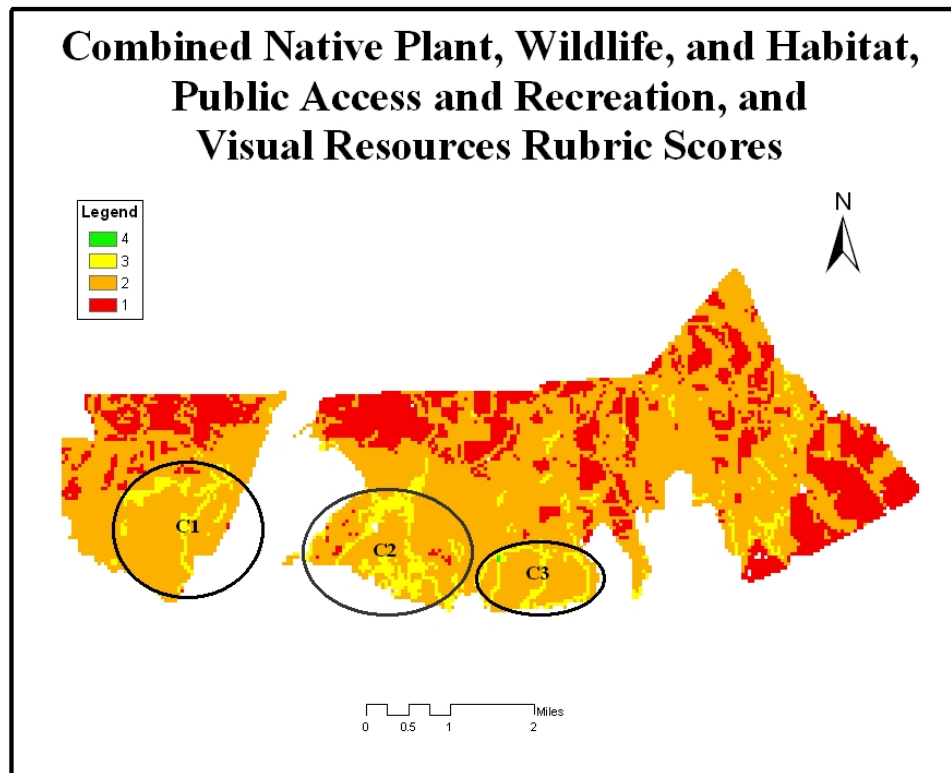 Combined Native Plant, Wildlife, and Habitat,
Public Access and Recreation, and
Visual Resources Rubric Scores
Legend
4
3
2
1
N
C1
C2
C3
Miles
0 0.5 1 2